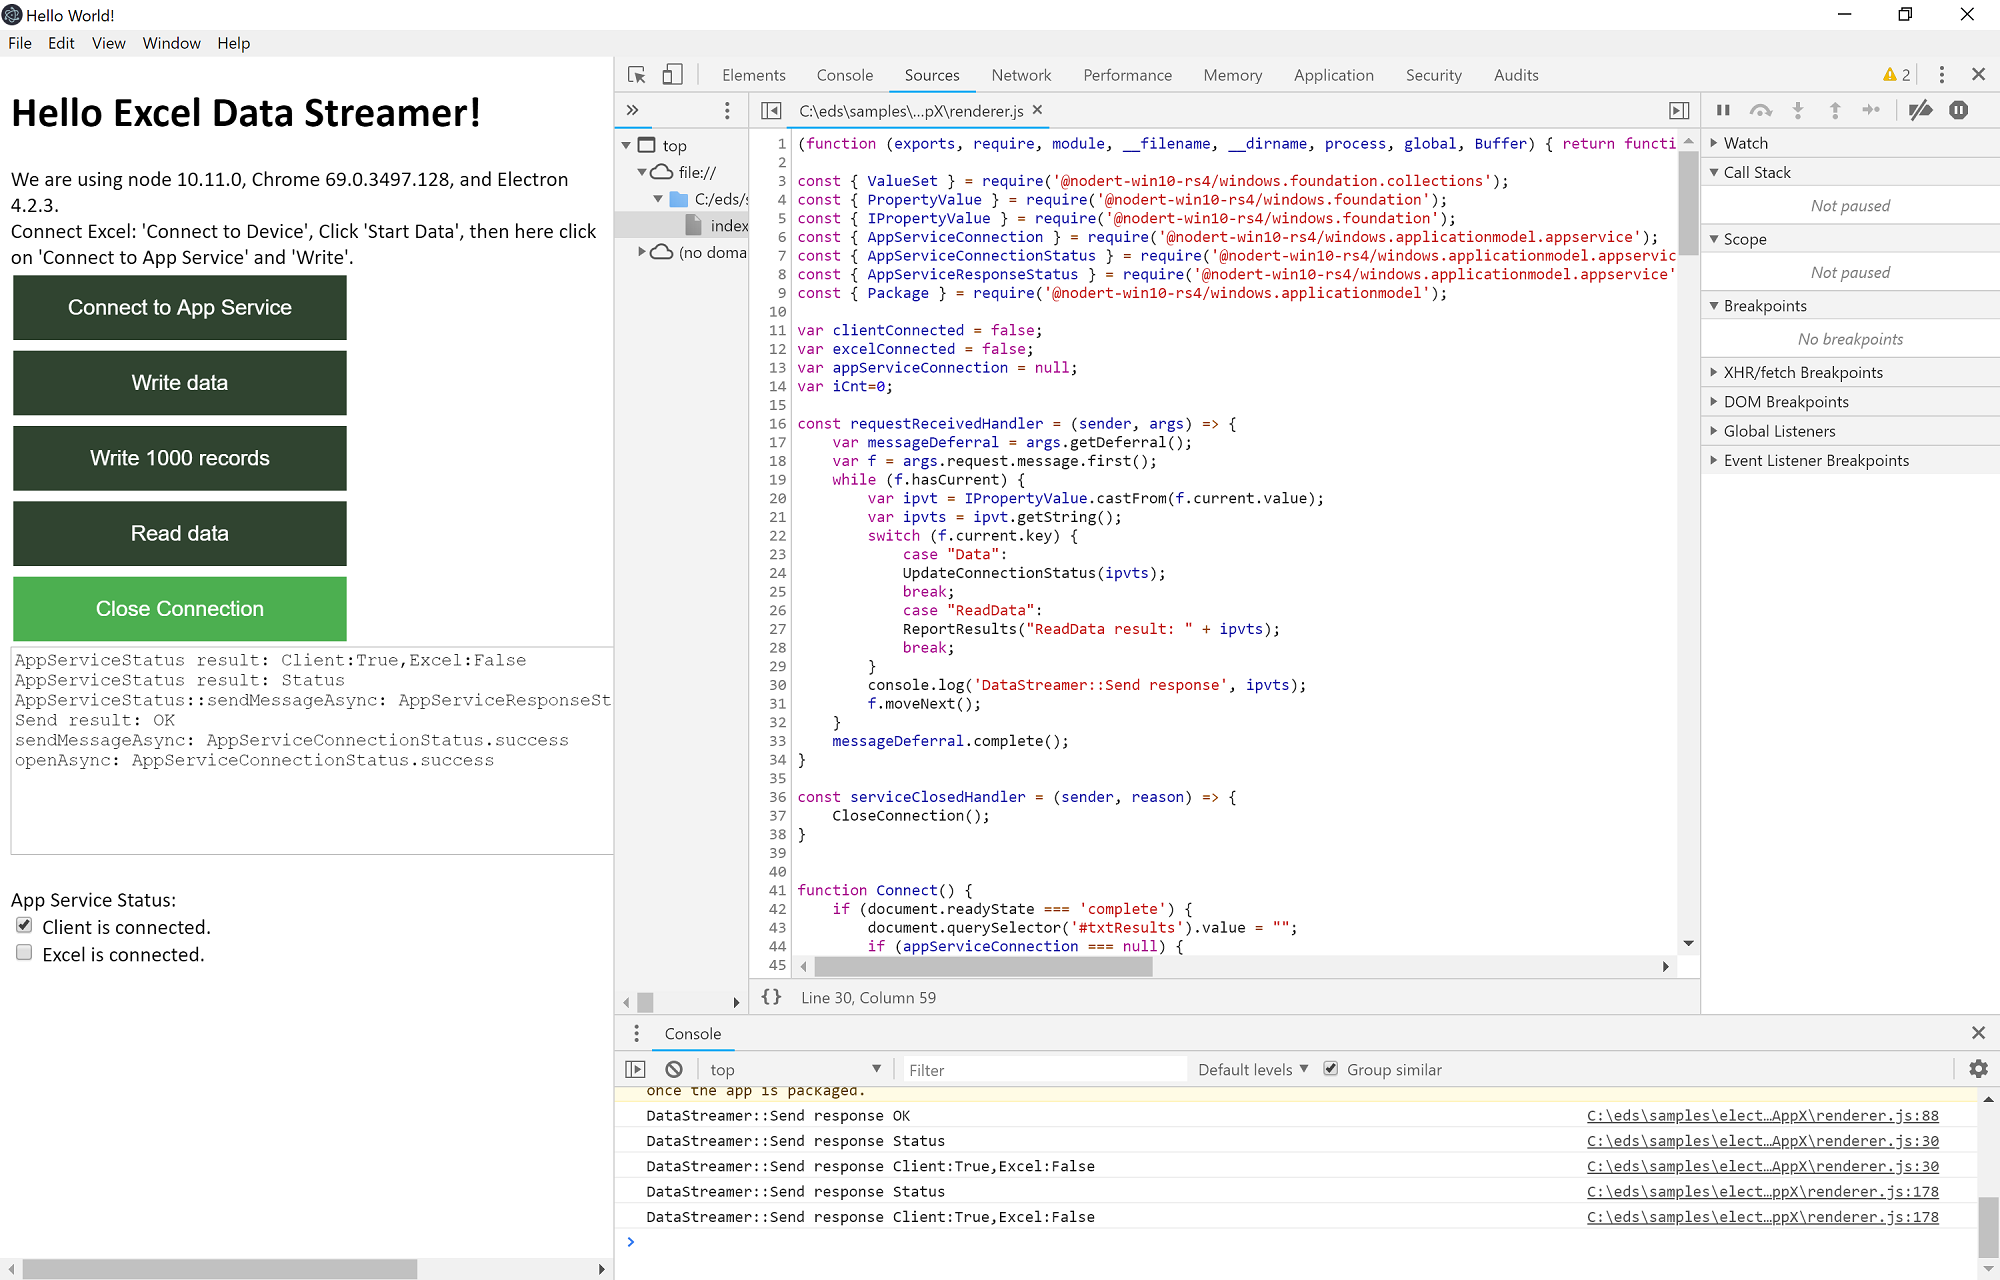 Hello World!
File Edit View Window Help
Hello Excel Data Streamer!
We are using node 10.11.0, Chrome 69.0.3497.128, and Electron
4.2.3.
Connect Excel: 'Connect to Device', Click 'Start Data', then here click
on 'Connect to App Service' and 'Write'.
Connect to App Service
Write data
Write 1000 records
Read data
Close Connection
AppServiceStatus result: Client:True,Excel:False
AppServiceStatus result: Status
AppServiceStatus::sendMessageAsync: AppServiceResponseSt
Send result: OK
sendMessageAsync: AppServiceConnectionStatus.success
openAsync: AppServiceConnectionStatus.success
App Service Status:
Client is connected.
Excel is connected.
Elements Console Sources Network Performance Memory Application Security Audits 2
C:\eds\samples\...pX\renderer.js
top
file://
C:/eds/s
index
(no doma
1 (function (exports, require, module, __filename, __dirname, process, global, Buffer) { return functi
2
3 const { ValueSet } = require('@nodert-win10-rs4/windows.foundation.collections');
4 const { PropertyValue } = require('@nodert-win10-rs4/windows.foundation');
5 const { IPropertyValue } = require('@nodert-win10-rs4/windows.foundation');
6 const { AppServiceConnection } = require('@nodert-win10-rs4/windows.applicationmodel.appservice');
7 const { AppServiceConnectionStatus } = require('@nodert-win10-rs4/windows.applicationmodel.appservic
8 const { AppServiceResponseStatus } = require('@nodert-win10-rs4/windows.applicationmodel.appservice'
9 const { Package } = require('@nodert-win10-rs4/windows.applicationmodel');
10
11 var clientConnected = false;
12 var excelConnected = false;
13 var appServiceConnection = null;
14 var iCnt=0;
15
16 const requestReceivedHandler = (sender, args) => {
17 var messageDeferral = args.getDeferral();
18 var f = args.request.message.first();
19 while (f.hasCurrent) {
20 var ipvt = IPropertyValue.castFrom(f.current.value);
21 var ipvts = ipvt.getString();
22 switch (f.current.key) {
23 case "Data":
24 UpdateConnectionStatus(ipvts);
25 break;
26 case "ReadData":
27 ReportResults("ReadData result: " + ipvts);
28 break;
29 }
30 console.log('DataStreamer::Send response', ipvts);
31 f.moveNext();
32 }
33 messageDeferral.complete();
34 }
35
36 const serviceClosedHandler = (sender, reason) => {
37 CloseConnection();
38 }
39
40
41 function Connect() {
42 if (document.readyState === 'complete') {
43 document.querySelector('#txtResults').value = "";
44 if (appServiceConnection === null) {
45
{} Line 30, Column 59
Watch
Call Stack
Not paused
Scope
Not paused
Breakpoints
No breakpoints
XHR/fetch Breakpoints
DOM Breakpoints
Global Listeners
Event Listener Breakpoints
Console
top Filter Default levels Group similar
once the app is packaged.
DataStreamer::Send response OK C:\eds\samples\elect…AppX\renderer.js:88
DataStreamer::Send response Status C:\eds\samples\elect…AppX\renderer.js:30
DataStreamer::Send response Client:True,Excel:False C:\eds\samples\elect…AppX\renderer.js:30
DataStreamer::Send response Status C:\eds\samples\elect…ppX\renderer.js:178
DataStreamer::Send response Client:True,Excel:False C:\eds\samples\elect…ppX\renderer.js:178